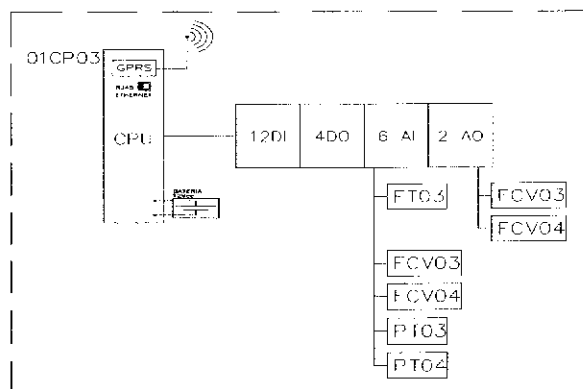 01CP03
GPRS
RJ45
ETHERNET
CPU
12DI
4DO
6 AI
2 AO
BATERIA
12Vcc
FT03
FCV03
FCV04
FCV03
FCV04
PT03
PT04